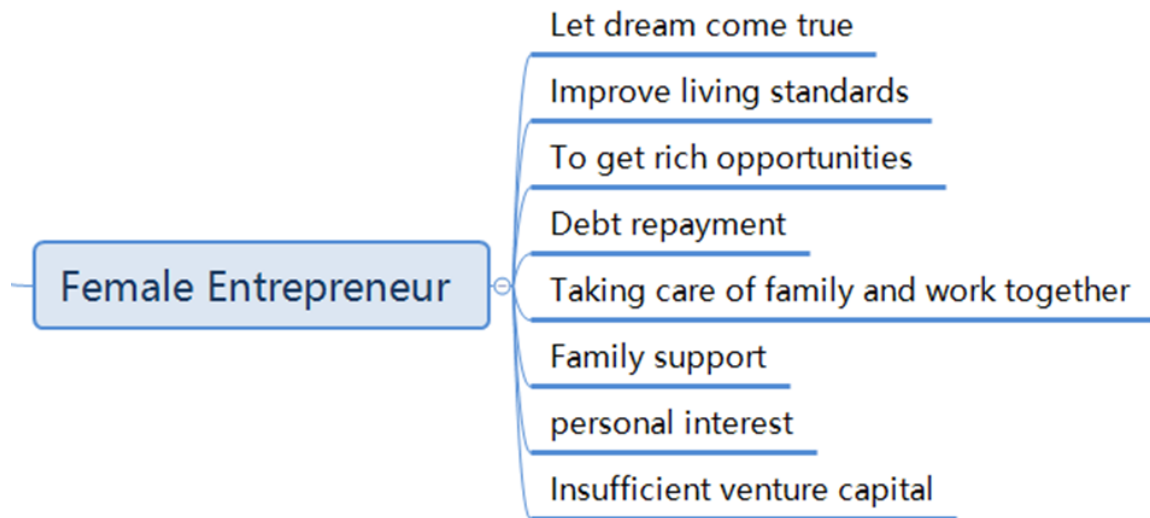 Let dream come true
Improve living standards
To get rich opportunities
Debt repayment
Female Entrepreneur
Taking care of family and work together
Family support
personal interest
Insufficient venture capital